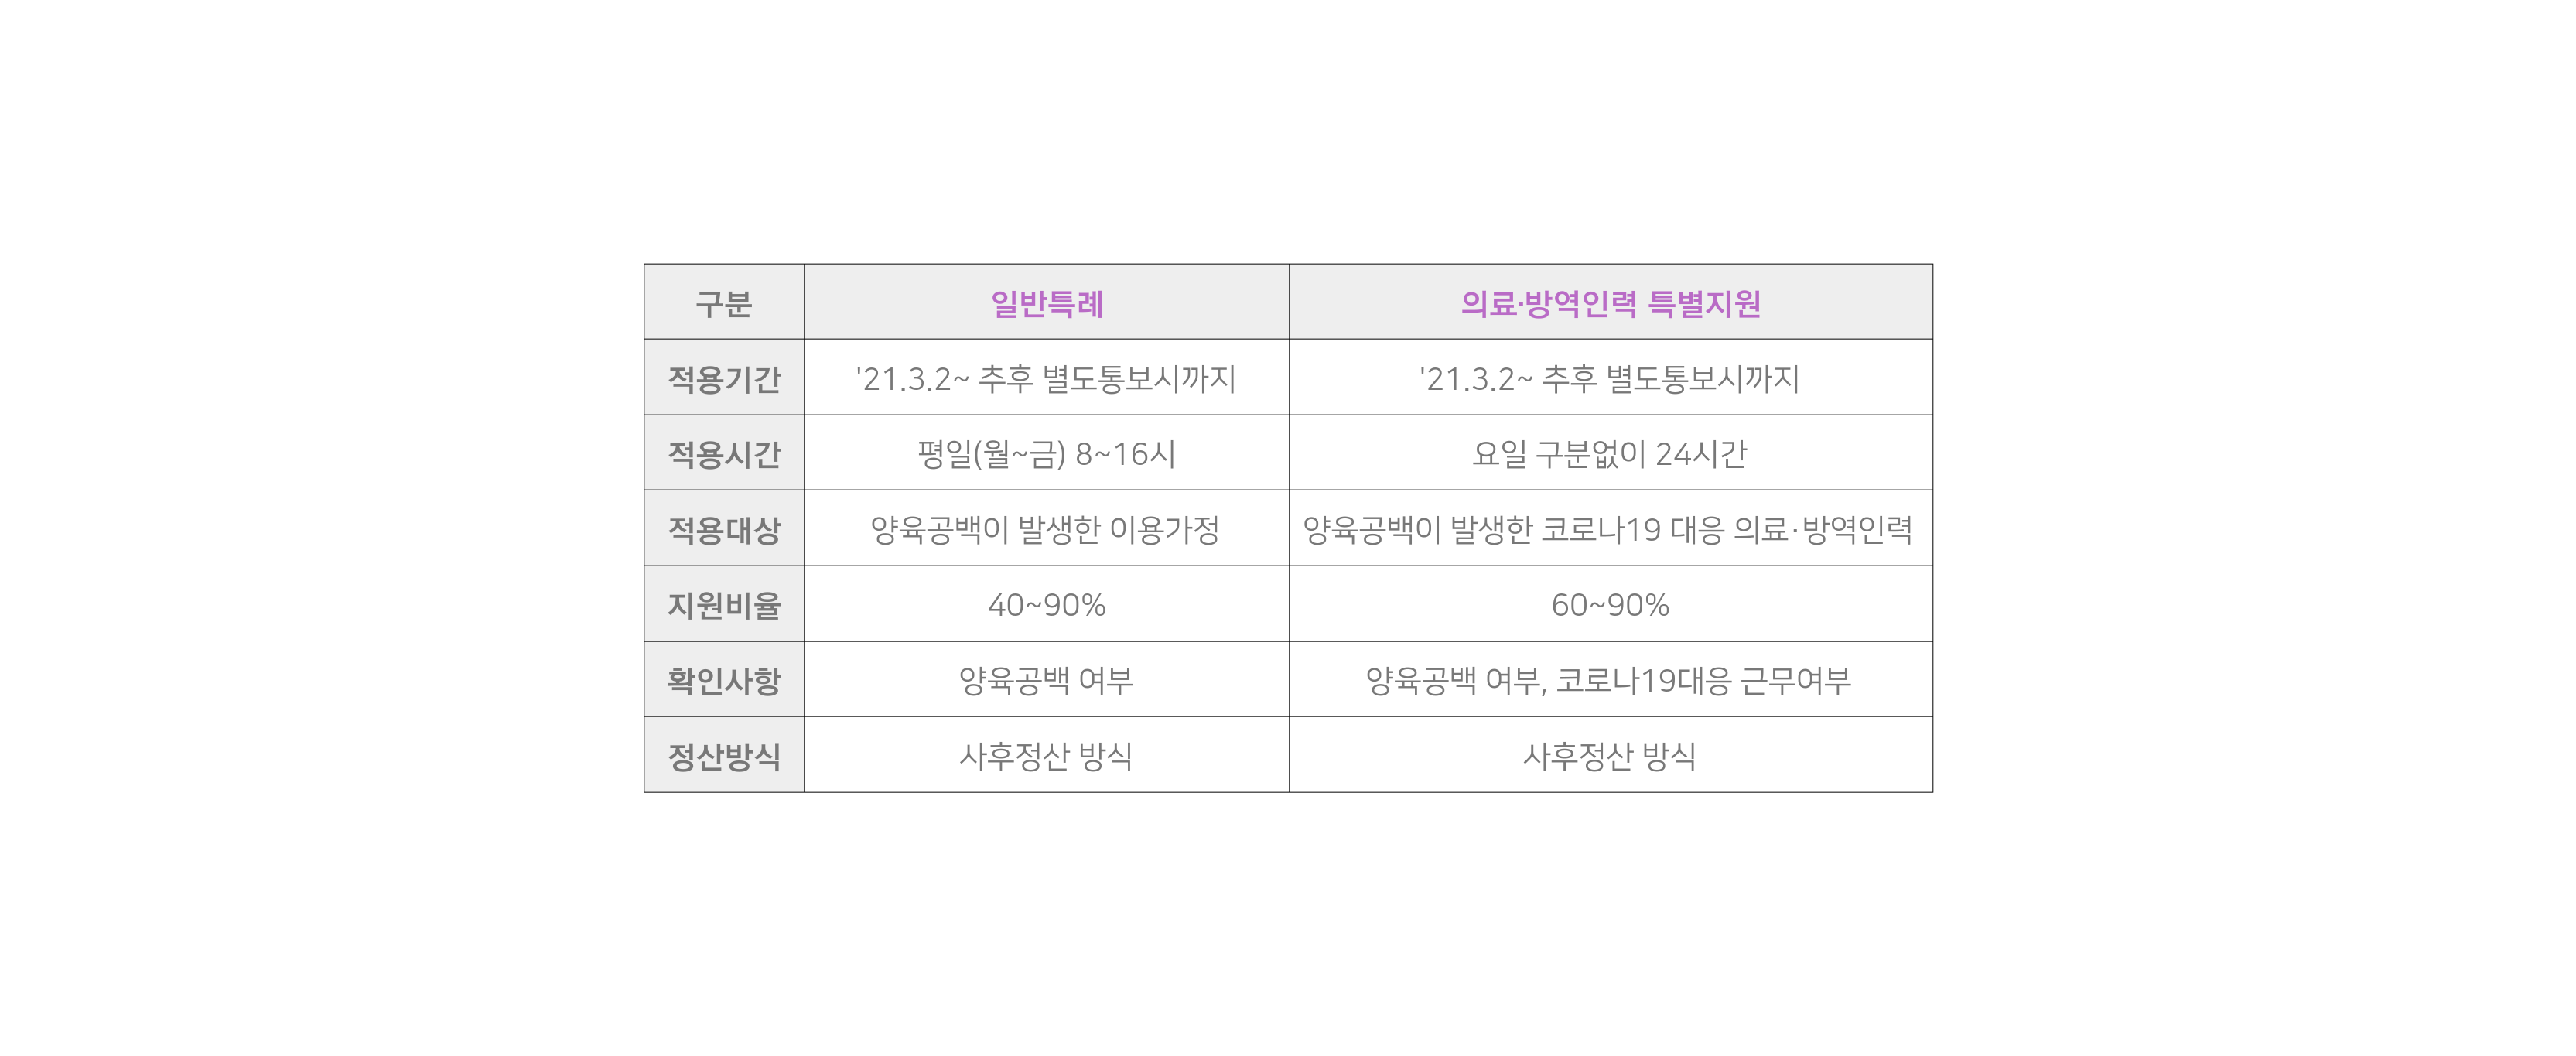 구분 일반특례 의료·방역인력 특별지원
적용기간 '21.3.2~ 추후 별도통보시까지 '21.3.2~ 추후 별도통보시까지
적용시간 평일(월~금) 8~16시 요일 구분없이 24시간
적용대상 양육공백이 발생한 이용가정 양육공백이 발생한 코로나19 대응 의료·방역인력
지원비율 40~90% 60~90%
확인사항 양육공백 여부 양육공백 여부, 코로나19대응 근무여부
정산방식 사후정산 방식 사후정산 방식